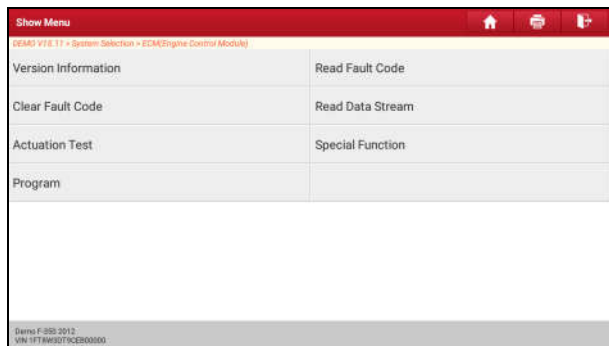 Show Menu
DEMO V15.11 > System Selection > ECM(Engine Control Module)
Version Information
Read Fault Code
Clear Fault Code
Read Data Stream
Actuation Test
Special Function
Program
Demo F-350 2012
VIN 1FT8W3DT9CEB00000